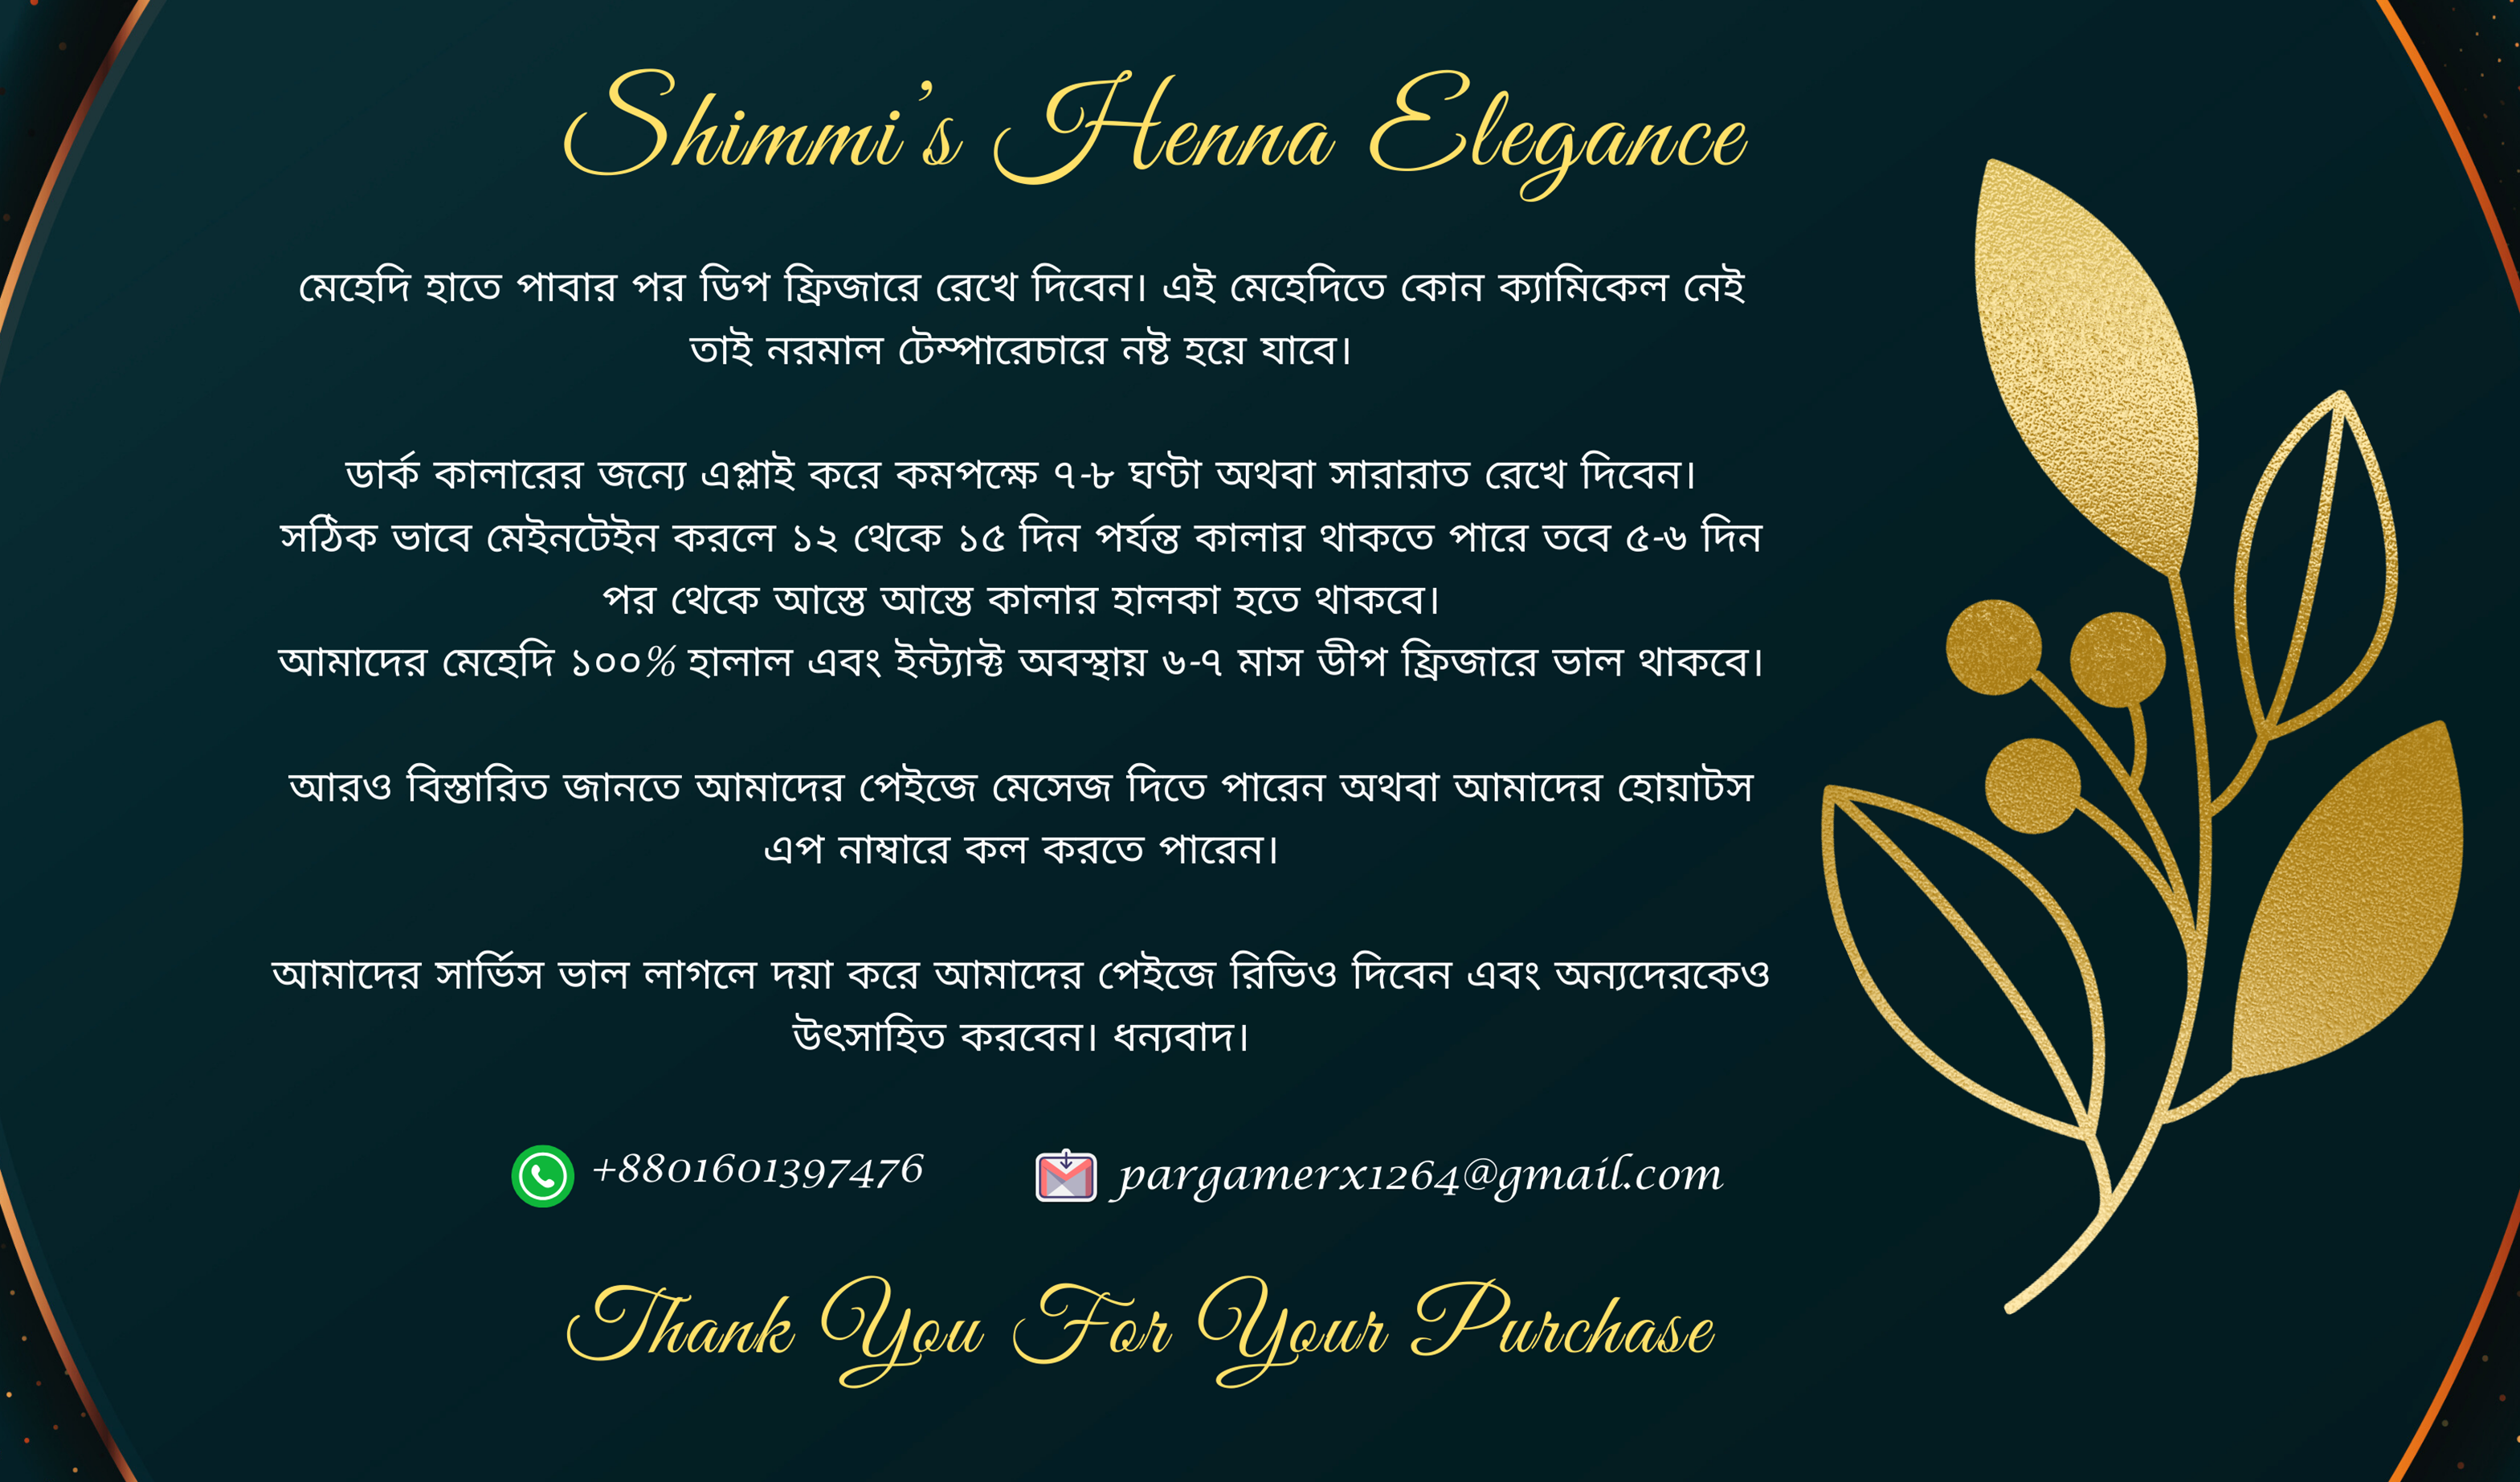 Shimmi's Henna Elegance
মেহেদি হাতে পাবার পর ডিপ ফ্রিজারে রেখে দিবেন। এই মেহেদিতে কোন ক্যামিকেল নেই
তাই নরমাল টেম্পারেচারে নষ্ট হয়ে যাবে।
ডার্ক কালারের জন্যে এপ্লাই করে কমপক্ষে ৭-৮ ঘণ্টা অথবা সারারাত রেখে দিবেন।
সঠিক ভাবে মেইনটেইন করলে ১২ থেকে ১৫ দিন পর্যন্ত কালার থাকতে পারে তবে ৫-৬ দিন
পর থেকে আস্তে আস্তে কালার হালকা হতে থাকবে।
আমাদের মেহেদি ১০০% হালাল এবং ইন্ট্যাক্ট অবস্থায় ৬-৭ মাস ডীপ ফ্রিজারে ভাল থাকবে।
আরও বিস্তারিত জানতে আমাদের পেইজে মেসেজ দিতে পারেন অথবা আমাদের হোয়াটস
এপ নাম্বারে কল করতে পারেন।
আমাদের সার্ভিস ভাল লাগলে দয়া করে আমাদের পেইজে রিভিও দিবেন এবং অন্যদেরকেও
উৎসাহিত করবেন। ধন্যবাদ।
+8801601397476 pargamerx1264@gmail.com
Thank You For Your Purchase